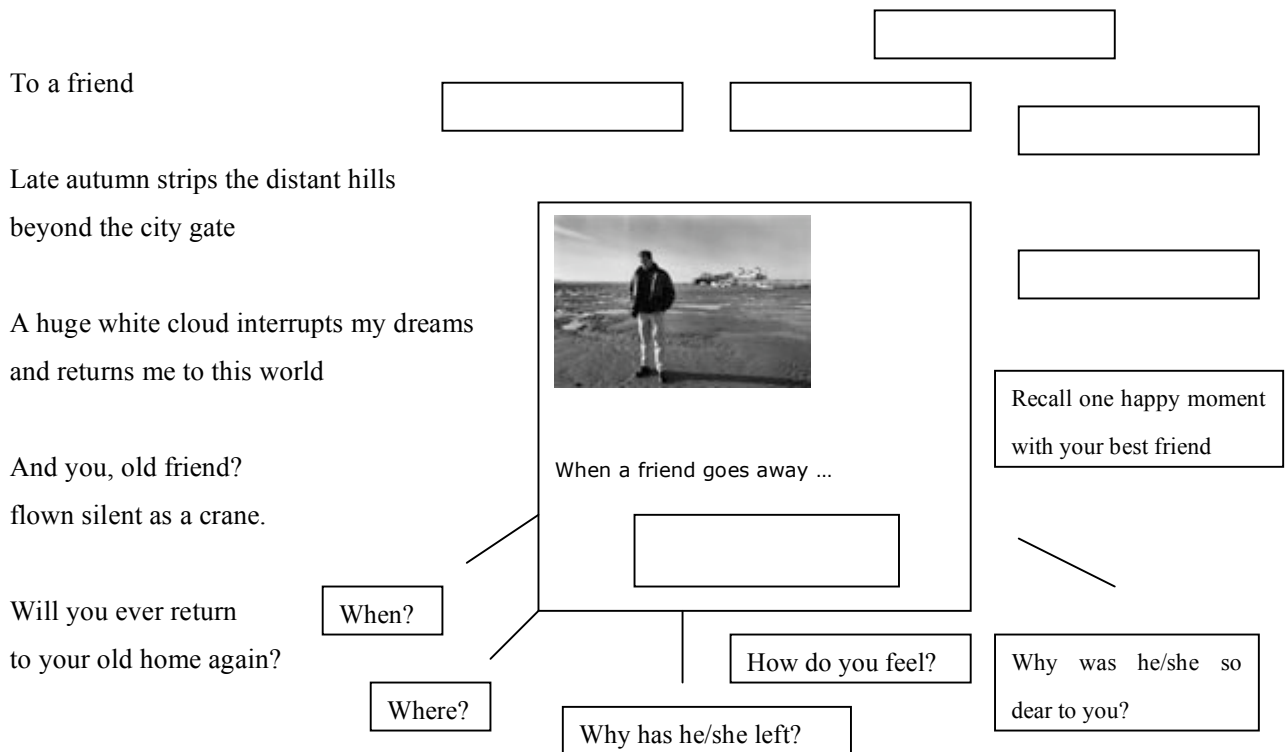 To a friend
Late autumn strips the distant hills
beyond the city gate
A huge white cloud interrupts my dreams
and returns me to this world
And you, old friend?
flown silent as a crane.
Will you ever return
to your old home again?
When a friend goes away ...
Recall one happy moment
with your best friend
When?
Where?
Why has he/she left?
How do you feel?
Why was he/she so
dear to you?